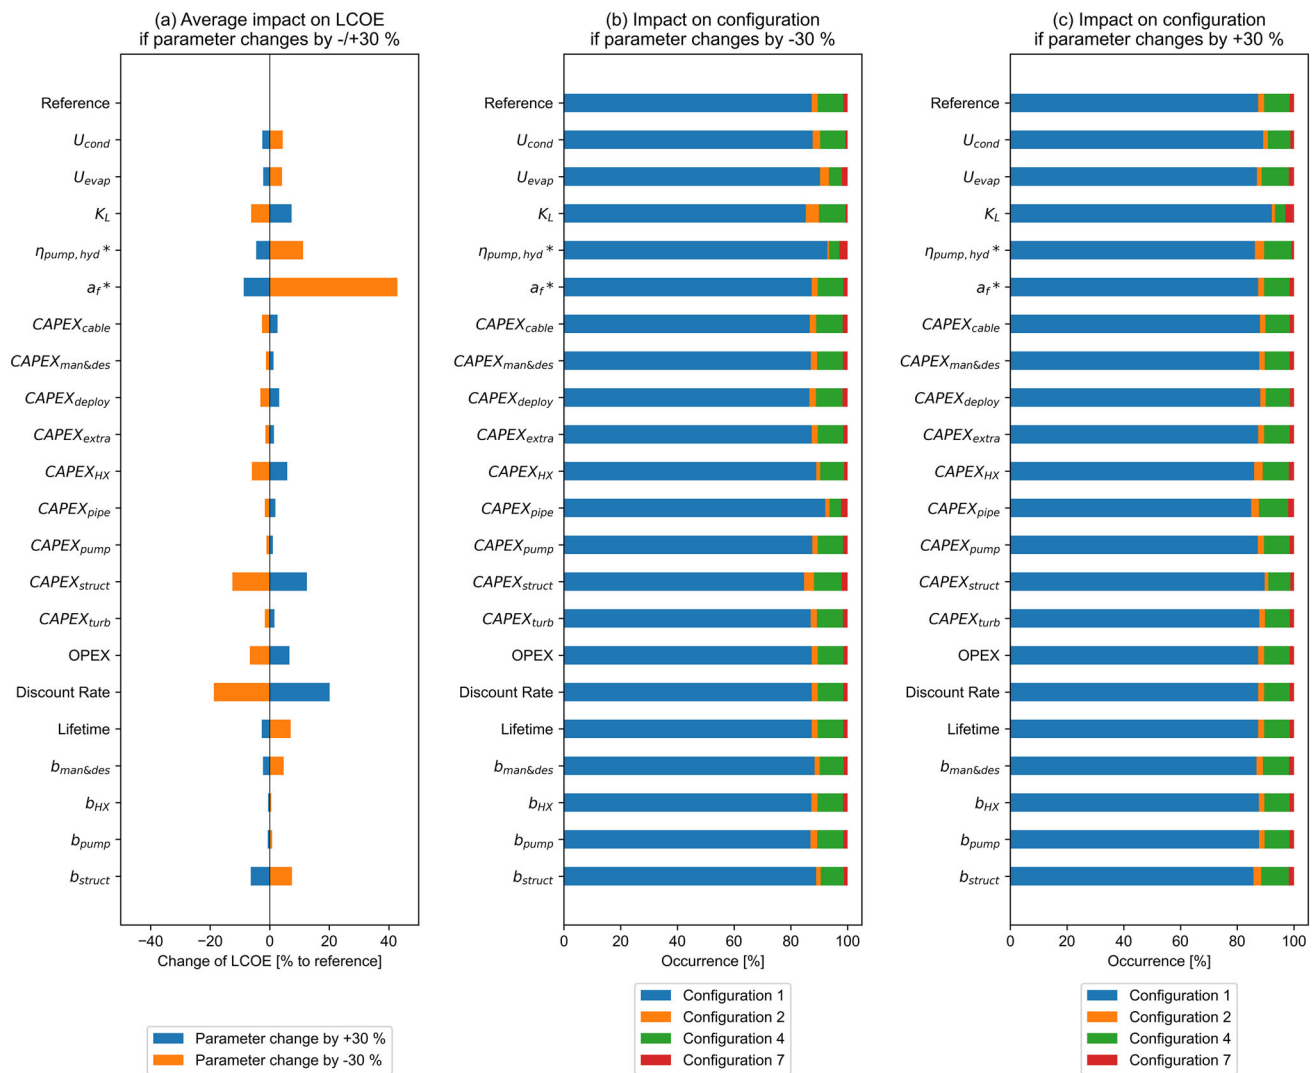 (a) Average impact on LCOE
if parameter changes by -/+30 %
Reference
U_cond
U_evap
K_L
η_pump, hyd *
a_f *
CAPEX_cable
CAPEX_man&des
CAPEX_deploy
CAPEX_extra
CAPEX_HX
CAPEX_pipe
CAPEX_pump
CAPEX_struct
CAPEX_turb
OPEX
Discount Rate
Lifetime
b_man&des
b_HX
b_pump
b_struct
−40 −20 0 20 40
Change of LCOE [% to reference]
Parameter change by +30 %
Parameter change by -30 %
(b) Impact on configuration
if parameter changes by -30 %
Reference
U_cond
U_evap
K_L
η_pump, hyd *
a_f *
CAPEX_cable
CAPEX_man&des
CAPEX_deploy
CAPEX_extra
CAPEX_HX
CAPEX_pipe
CAPEX_pump
CAPEX_struct
CAPEX_turb
OPEX
Discount Rate
Lifetime
b_man&des
b_HX
b_pump
b_struct
0 20 40 60 80 100
Occurrence [%]
Configuration 1
Configuration 2
Configuration 4
Configuration 7
(c) Impact on configuration
if parameter changes by +30 %
Reference
U_cond
U_evap
K_L
η_pump, hyd *
a_f *
CAPEX_cable
CAPEX_man&des
CAPEX_deploy
CAPEX_extra
CAPEX_HX
CAPEX_pipe
CAPEX_pump
CAPEX_struct
CAPEX_turb
OPEX
Discount Rate
Lifetime
b_man&des
b_HX
b_pump
b_struct
0 20 40 60 80 100
Occurrence [%]
Configuration 1
Configuration 2
Configuration 4
Configuration 7